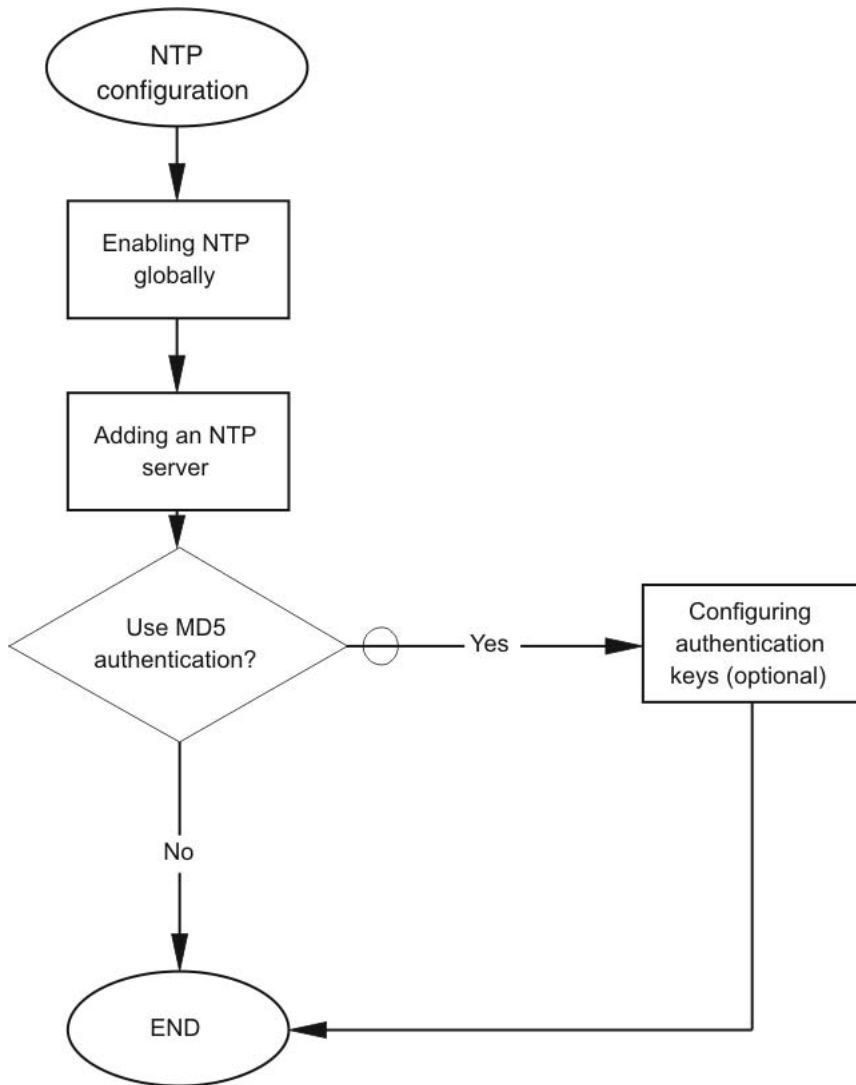 NTP
configuration
Enabling NTP
globally
Adding an NTP
server
Use MD5
authentication?
Yes
Configuring
authentication
keys (optional)
No
END